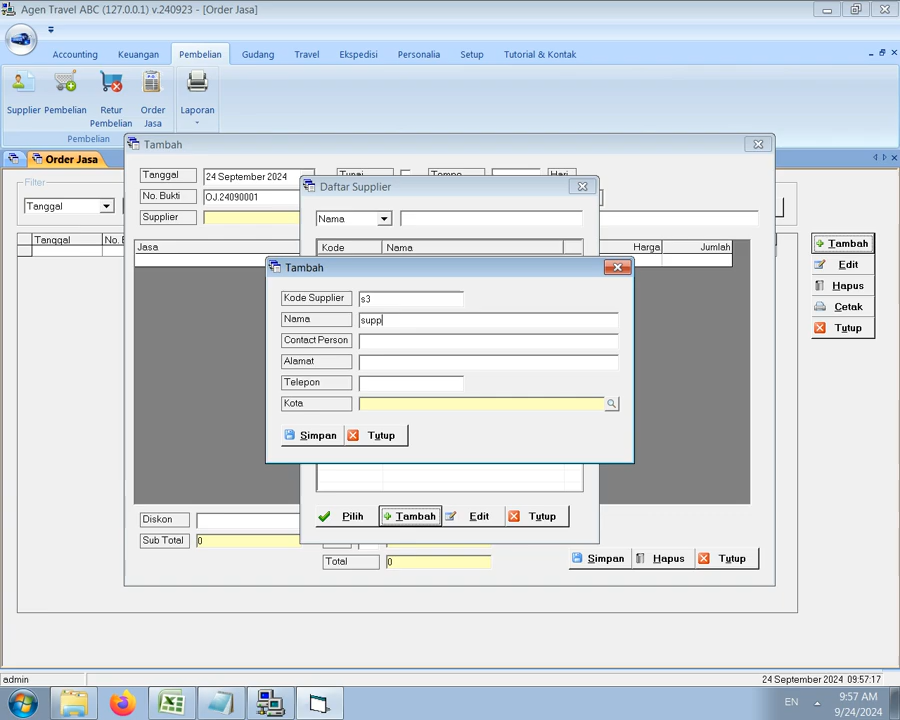 Agen Travel ABC (127.0.0.1) v.240923 - [Order Jasa]
Accounting Keuangan Pembelian Gudang Travel Ekspedisi Personalia Setup Tutorial & Kontak
Supplier Pembelian Retur Pembelian Order Jasa Laporan
Pembelian
Order Jasa
Filter
Tanggal
Tanggal No. B
Tambah
Edit
Hapus
Cetak
Tutup
Tambah
Tanggal 24 September 2024 Tunai Tempo Hari
No. Bukti OJ.24090001
Supplier
Jasa Harga Jumlah
Diskon
Sub Total 0
Total 0
Simpan Hapus Tutup
Daftar Supplier
Nama
Kode Nama
Pilih Tambah Edit Tutup
Tambah
Kode Supplier s3
Nama supp
Contact Person
Alamat
Telepon
Kota
Simpan Tutup
admin 24 September 2024 09:57:17
EN 9:57 AM
9/24/2024